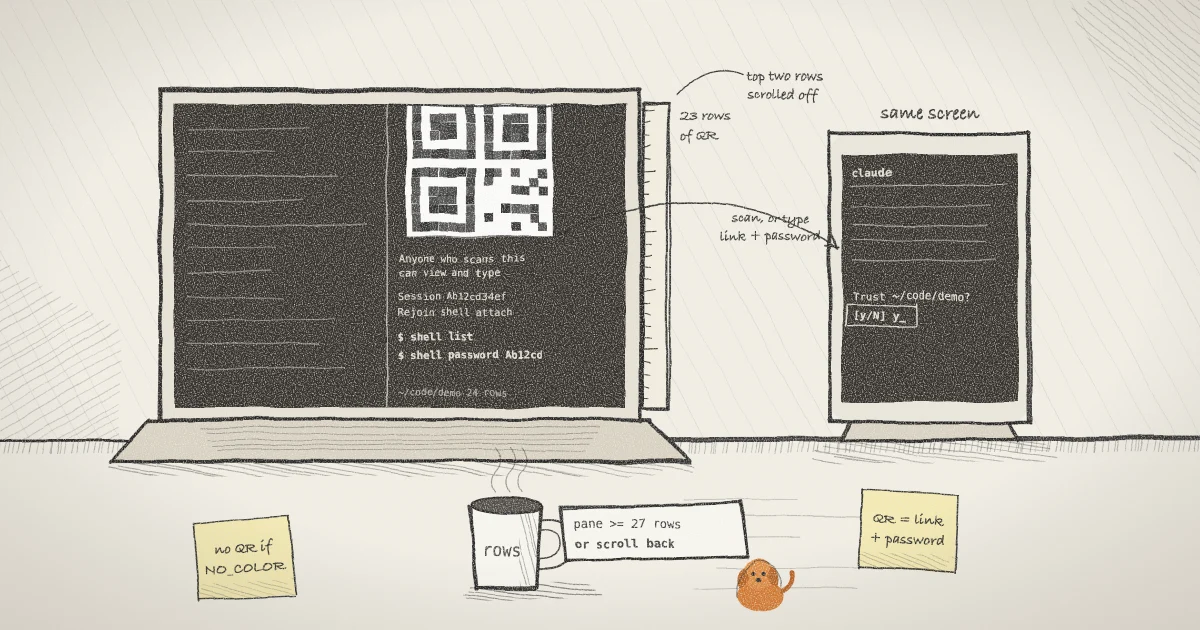 top two rows
scrolled off
23 rows
of QR
same screen
Anyone who scans this
can view and type
Session Ab12cd34ef
Rejoin shell attach
$ shell list
$ shell password Ab12cd
~/code/demo 24 rows
scan, or type
link + password
claude
Trust ~/code/demo?
[y/N] y_
no QR if
NO_COLOR
rows
pane >= 27 rows
or scroll back
QR = link
+ password